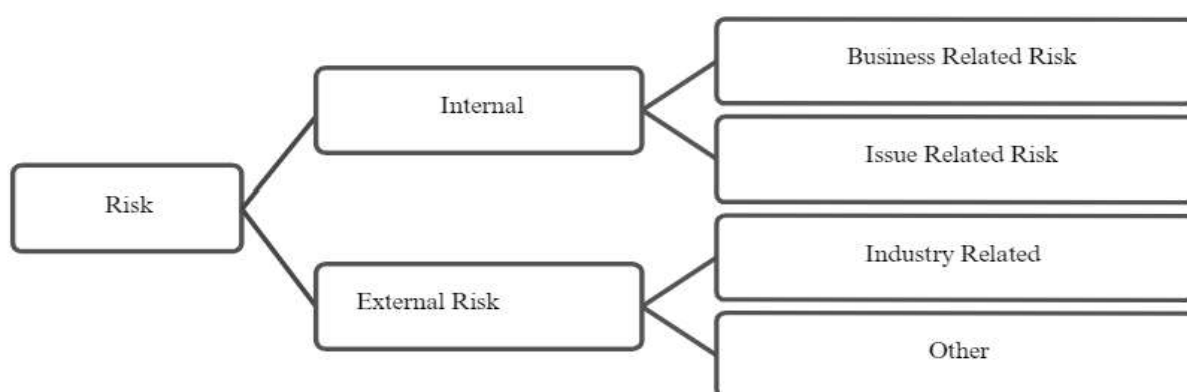 Risk
Internal
External Risk
Business Related Risk
Issue Related Risk
Industry Related
Other